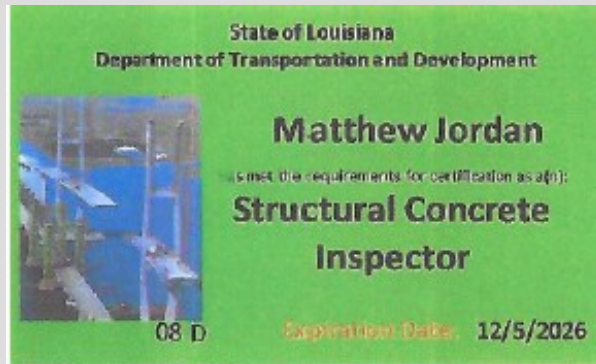 State of Louisiana
Department of Transportation and Development
Matthew Jordan
has met the requirements for certification as a(n):
Structural Concrete
Inspector
08 D
Expiration Date: 12/5/2026